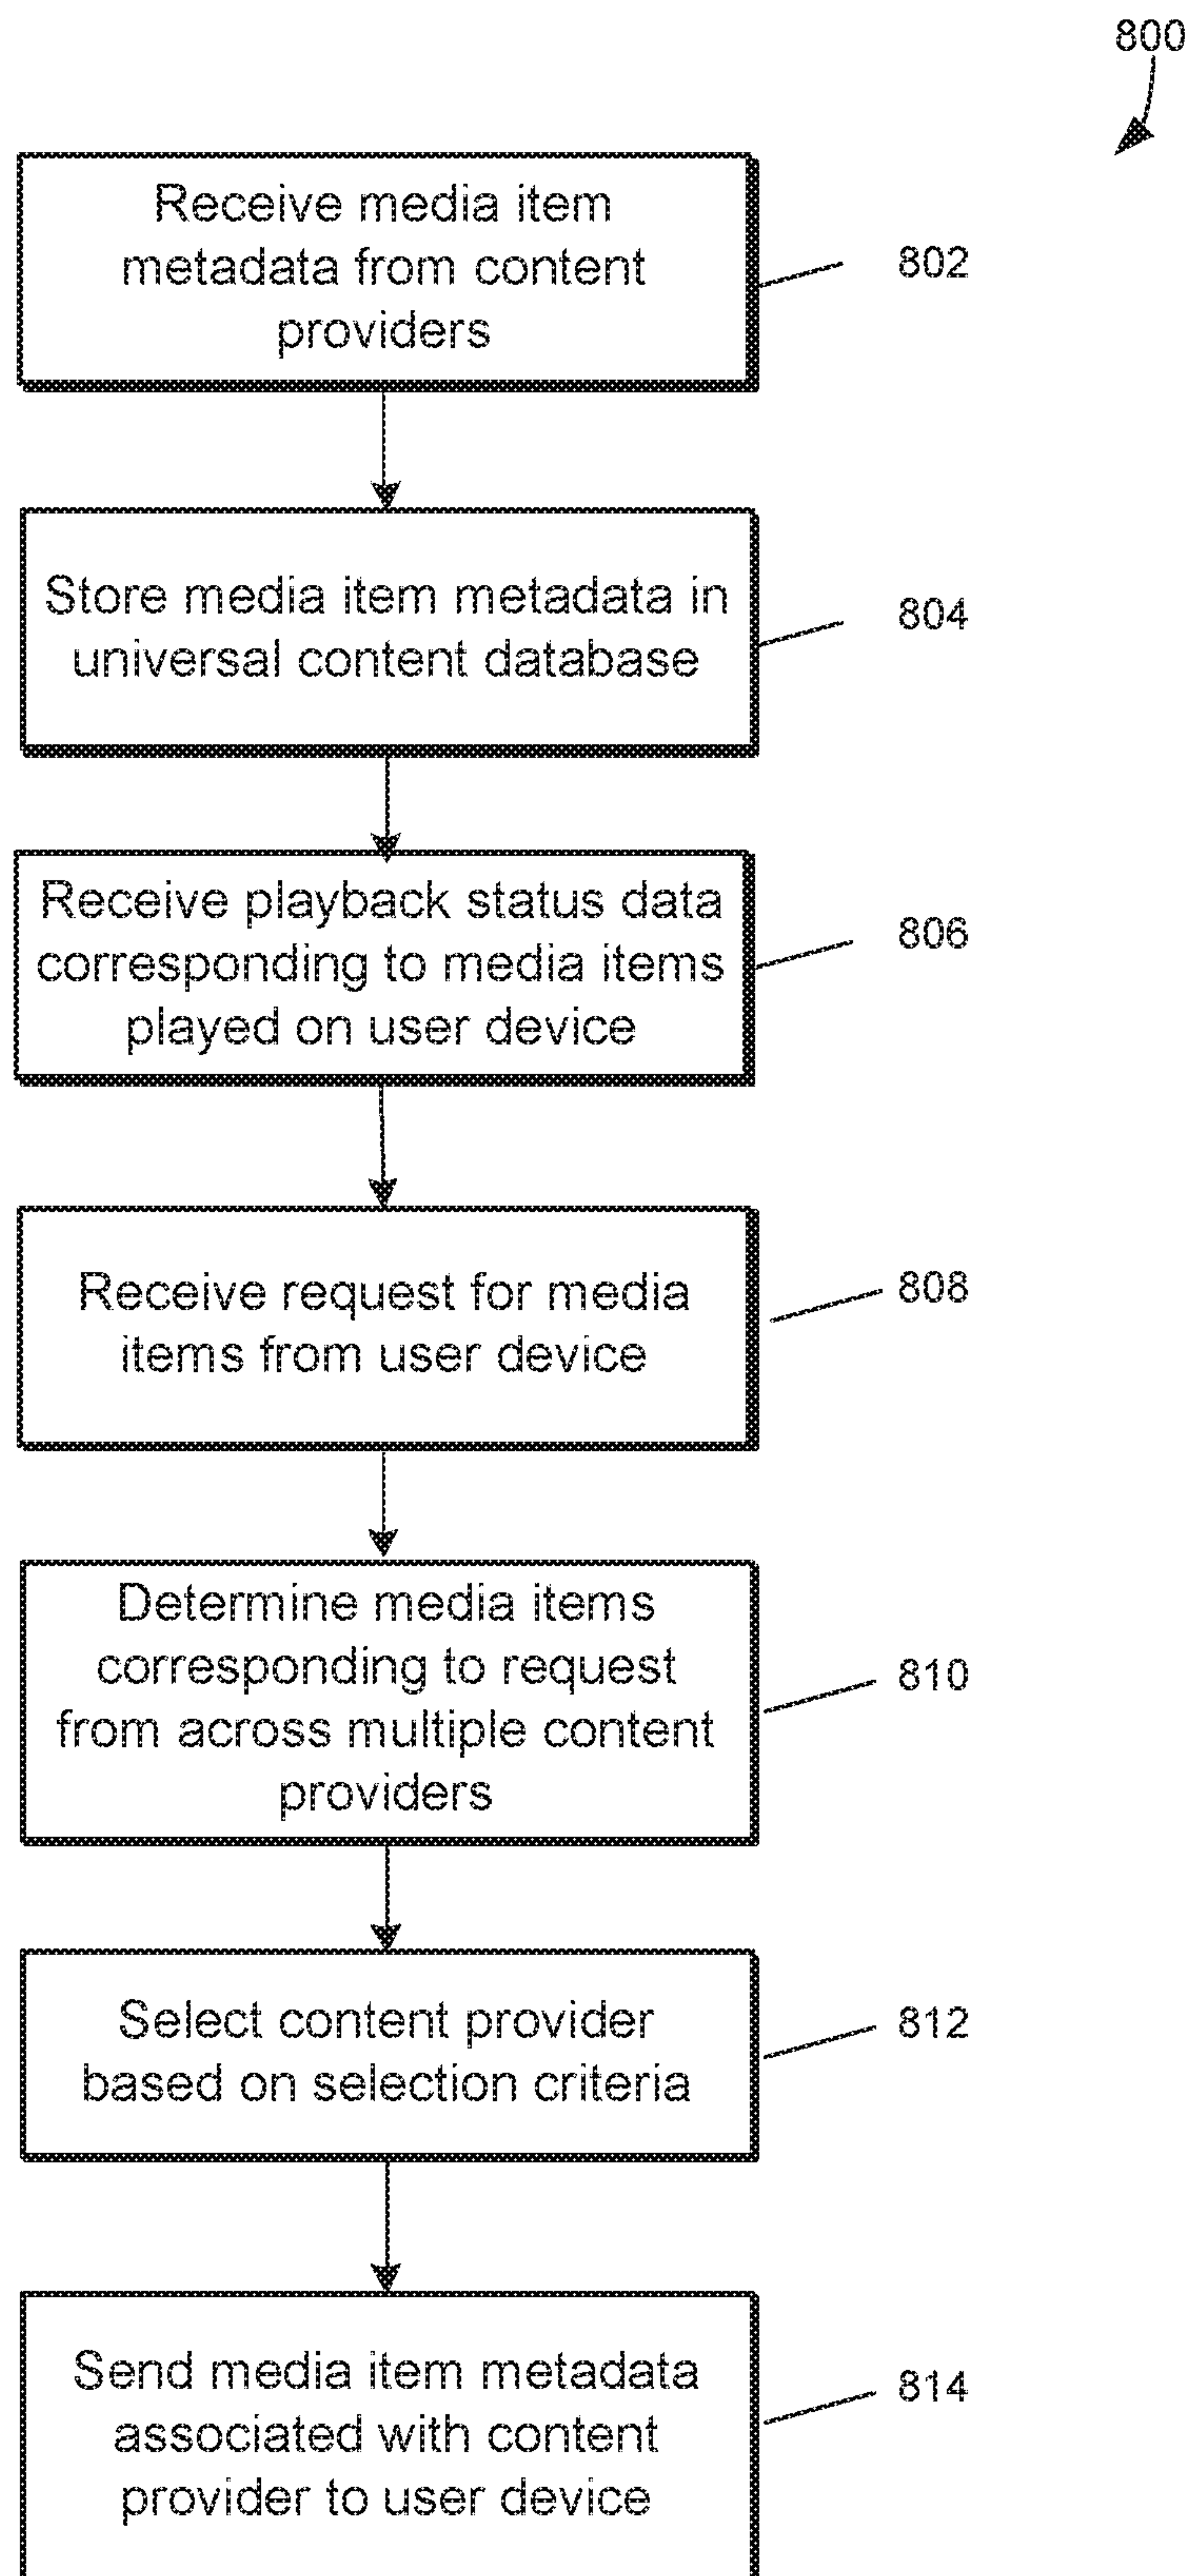 800
Receive media item
metadata from content
providers
802
Store media item metadata in
universal content database
804
Receive playback status data
corresponding to media items
played on user device
806
Receive request for media
items from user device
808
Determine media items
corresponding to request
from across multiple content
providers
810
Select content provider
based on selection criteria
812
Send media item metadata
associated with content
provider to user device
814